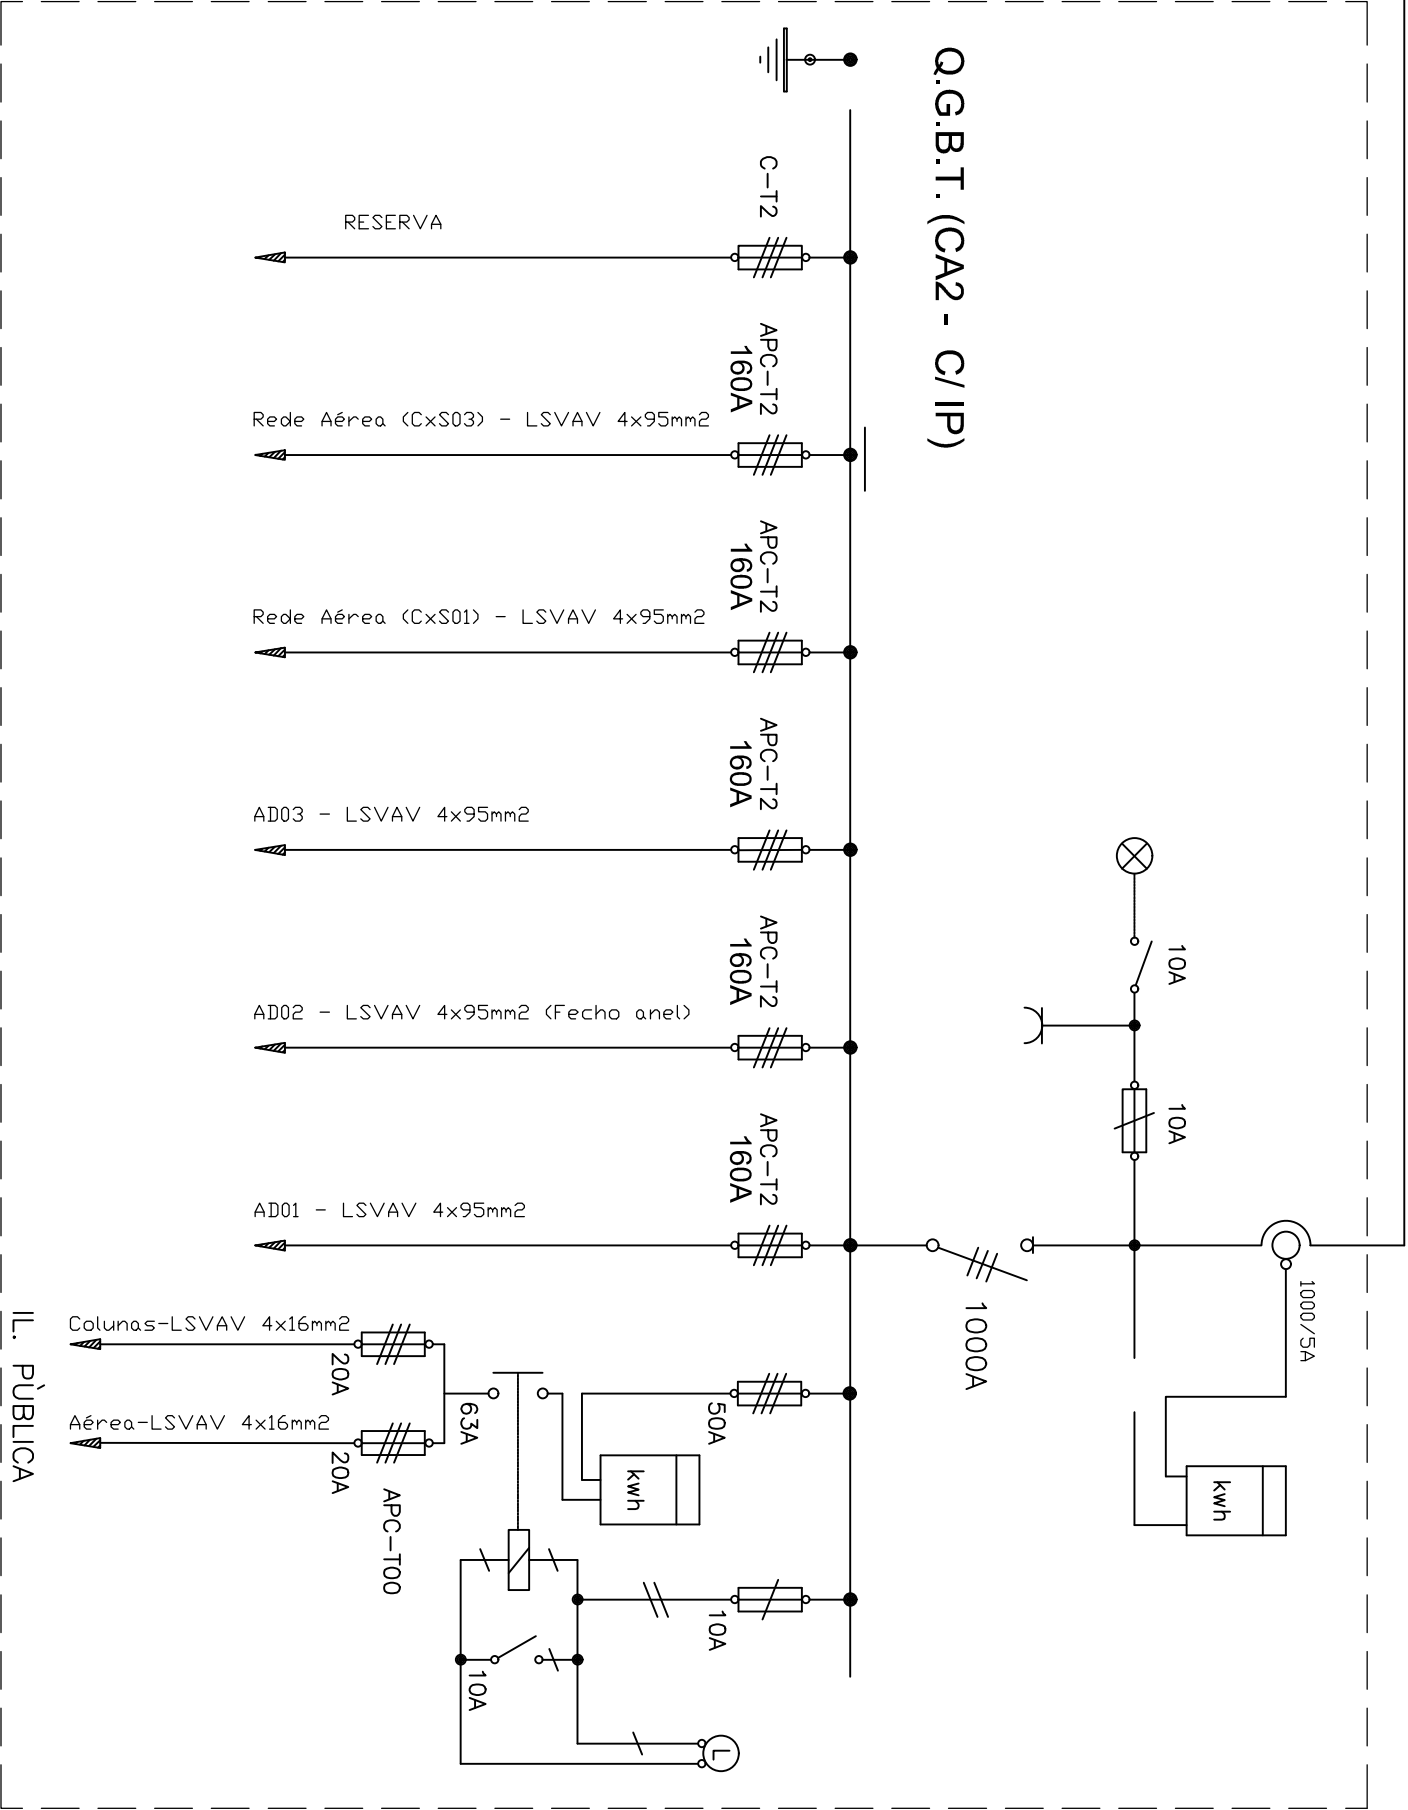 Q.G.B.T. (CA2 - C/ IP)
C-T2
RESERVA
APC-T2
160A
Rede Aérea (CxS03) - LSVAV 4x95mm2
APC-T2
160A
Rede Aérea (CxS01) - LSVAV 4x95mm2
APC-T2
160A
AD03 - LSVAV 4x95mm2
APC-T2
160A
AD02 - LSVAV 4x95mm2 (Fecho anel)
APC-T2
160A
AD01 - LSVAV 4x95mm2
10A
10A
1000/5A
1000A
kwh
50A
kwh
63A
Colunas-LSVAV 4x16mm2
20A
Aérea-LSVAV 4x16mm2
20A
APC-T00
IL. PÙBLICA
10A
10A
L